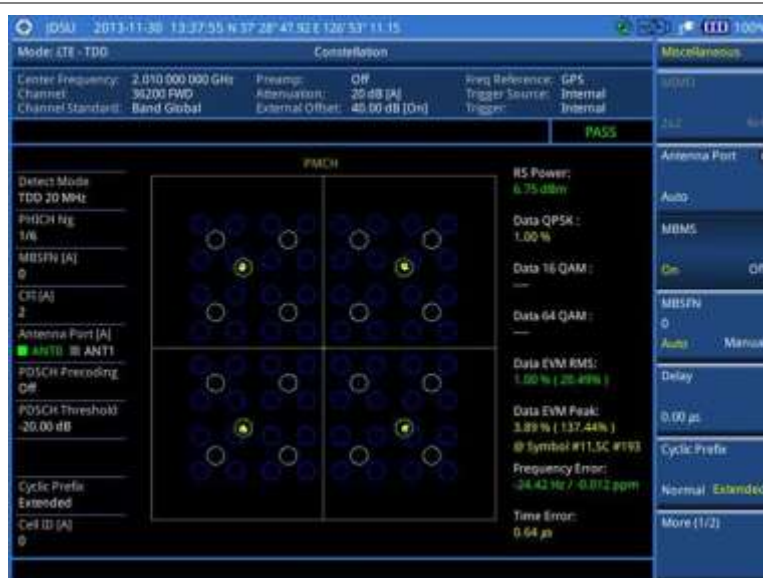 JDSU 2013-11-30 13:37:55 N 37° 28" 47.92 E 126° 53" 11.15 100%
Mode: LTE - TDD Constellation Miscellaneous
Center Frequency: 2.010 000 000 GHz Preamp: Off Freq Reference: GPS
Channel: 36200 FWD Attenuation: 20 dB [A] Trigger Source: Internal
Channel Standard: Band Global External Offset: 40.00 dB [On] Trigger: Internal
PASS
PMCH
Detect Mode
TDD 20 MHz
PHICH Ng
1/6
MBSFN [A]
0
CFI [A]
2
Antenna Port [A]
ANT0 ANT1
PDSCH Precoding
Off
PDSCH Threshold
-20.00 dB
Cyclic Prefix
Extended
Cell ID [A]
0
RS Power:
6.75 dBm
Data QPSK :
1.00 %
Data 16 QAM :
---
Data 64 QAM :
---
Data EVM RMS:
1.00 % ( 20.49% )
Data EVM Peak:
3.89 % ( 137.44% )
@ Symbol #11,SC #193
Frequency Error:
-24.42 Hz / -0.012 ppm
Time Error:
0.64 µs
MIMO
2x2
Antenna Port
Auto
MBMS
On Off
MBSFN
0
Auto Manual
Delay
0.00 µs
Cyclic Prefix
Normal Extended
More (1/2)